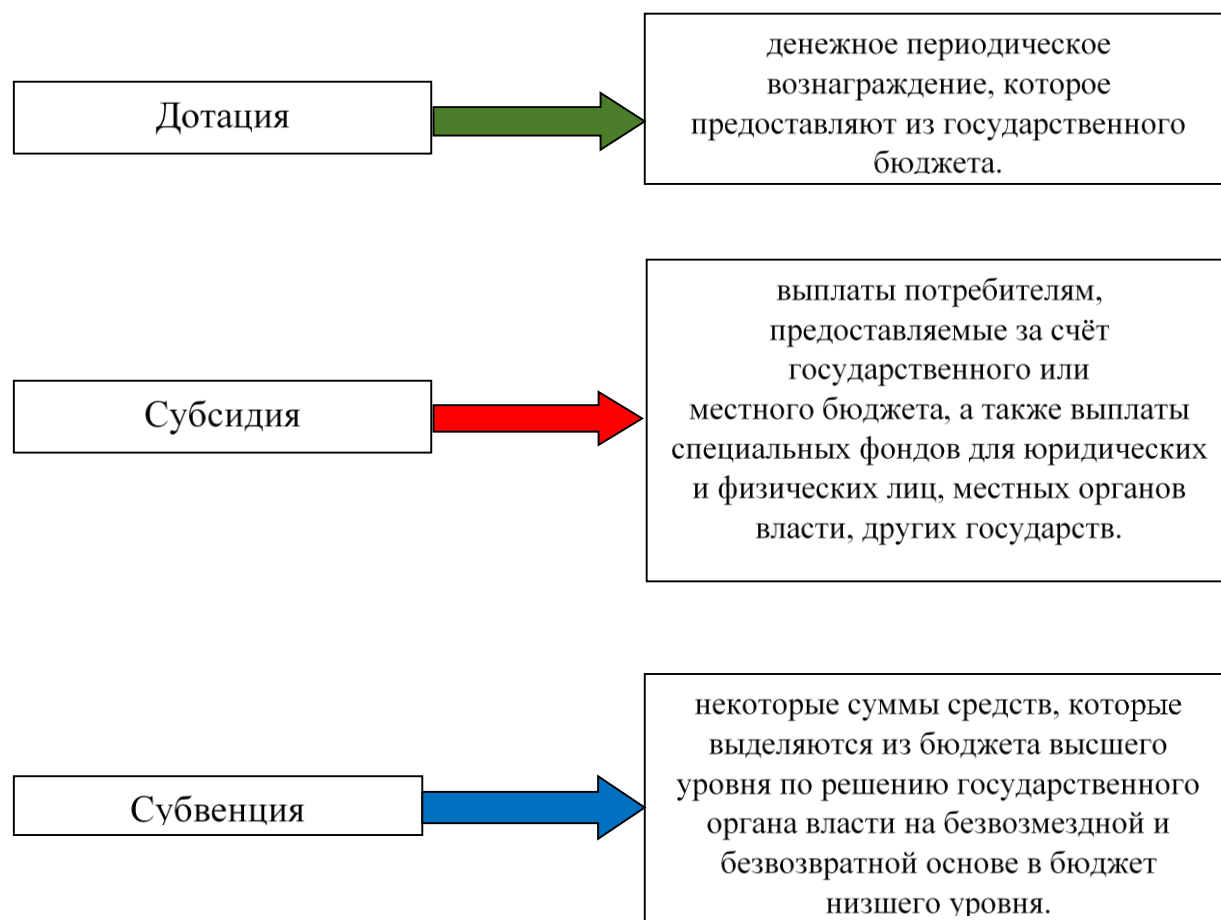 Дотация
денежное периодическое
вознаграждение, которое
предоставляют из государственного
бюджета.
Субсидия
выплаты потребителям,
предоставляемые за счёт
государственного или
местного бюджета, а также выплаты
специальных фондов для юридических
и физических лиц, местных органов
власти, других государств.
Субвенция
некоторые суммы средств, которые
выделяются из бюджета высшего
уровня по решению государственного
органа власти на безвозмездной и
безвозвратной основе в бюджет
низшего уровня.